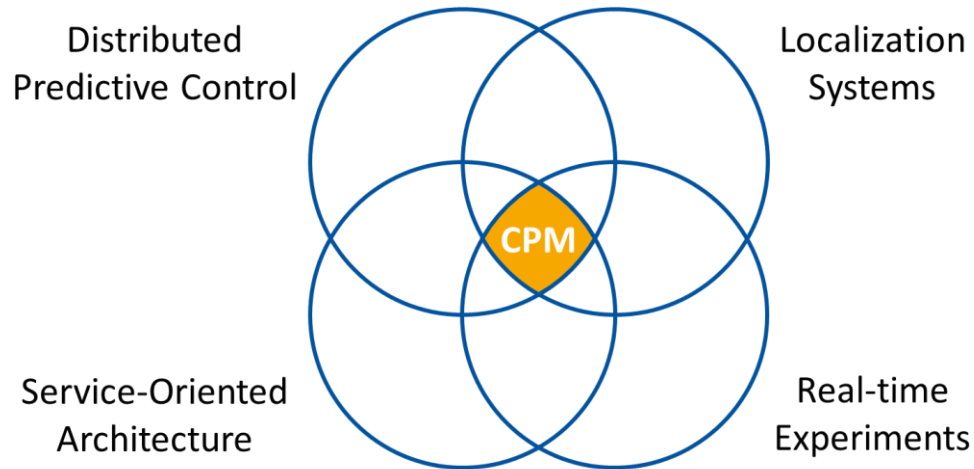 Distributed
Predictive Control
Localization
Systems
CPM
Service-Oriented
Architecture
Real-time
Experiments